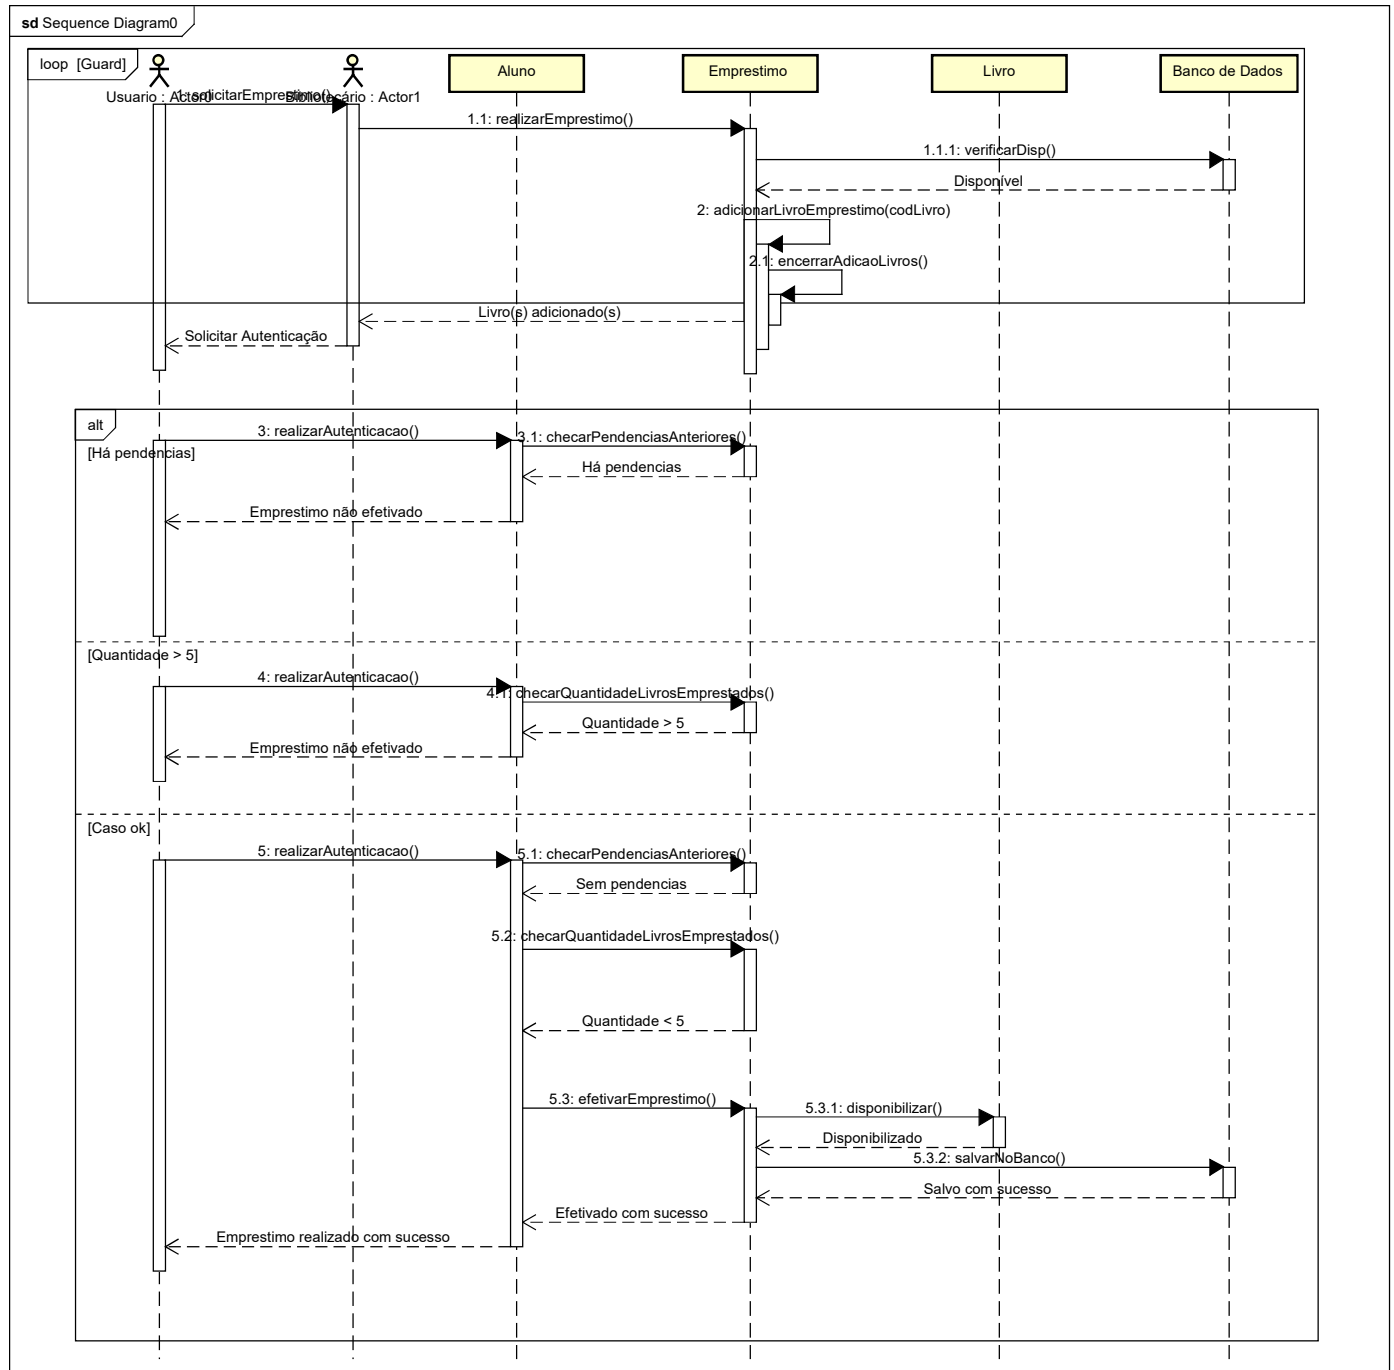 sd Sequence Diagram0
loop [Guard]
Aluno
Emprestimo
Livro
Banco de Dados
Usuario : Actor0
1: solicitarEmprestimo()
Bibliotecário : Actor1
1.1: realizarEmprestimo()
1.1.1: verificarDisp()
Disponível
2: adicionarLivroEmprestimo(codLivro)
2.1: encerrarAdicaoLivros()
Livro(s) adicionado(s)
Solicitar Autenticação
alt
3: realizarAutenticacao()
3.1: checarPendenciasAnteriores()
[Há pendencias]
Há pendencias
Emprestimo não efetivado
[Quantidade > 5]
4: realizarAutenticacao()
4.1: checarQuantidadeLivrosEmprestados()
Quantidade > 5
Emprestimo não efetivado
[Caso ok]
5: realizarAutenticacao()
5.1: checarPendenciasAnteriores()
Sem pendencias
5.2: checarQuantidadeLivrosEmprestados()
Quantidade < 5
5.3: efetivarEmprestimo()
5.3.1: disponibilizar()
Disponibilizado
5.3.2: salvarNoBanco()
Salvo com sucesso
Efetivado com sucesso
Emprestimo realizado com sucesso